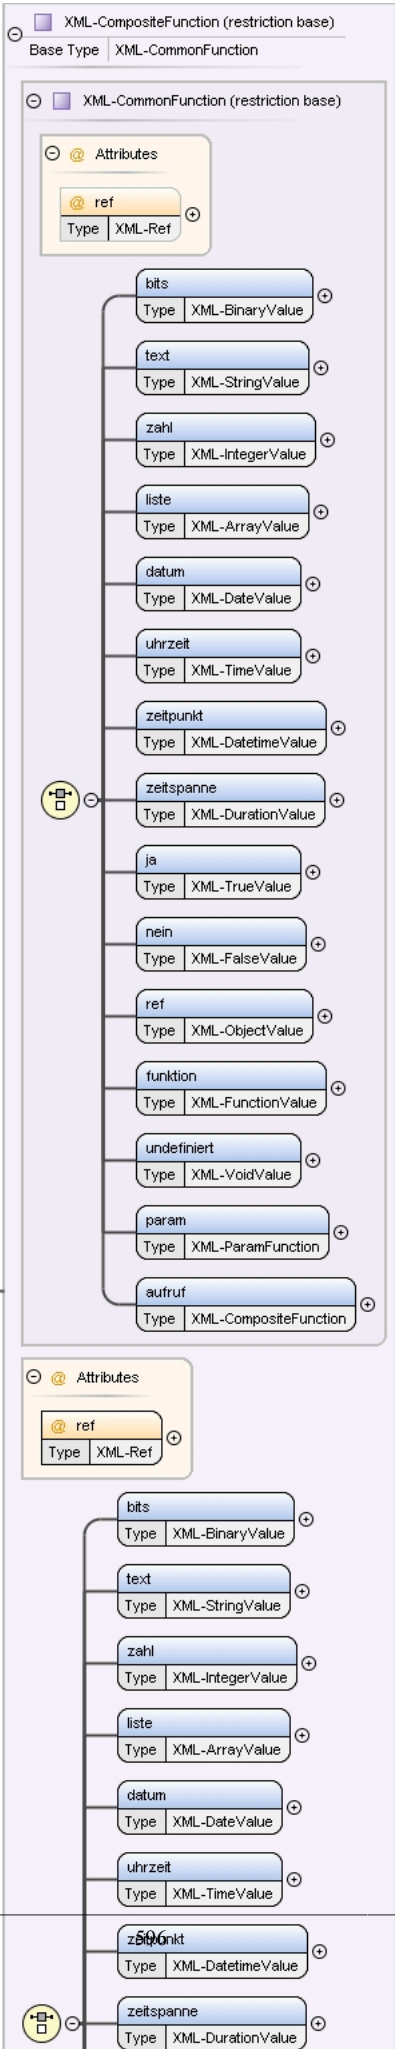 XML-CompositeFunction (restriction base)
Base Type XML-CommonFunction
XML-CommonFunction (restriction base)
@ Attributes
@ ref
Type XML-Ref
bits
Type XML-BinaryValue
text
Type XML-StringValue
zahl
Type XML-IntegerValue
liste
Type XML-ArrayValue
datum
Type XML-DateValue
uhrzeit
Type XML-TimeValue
zeitpunkt
Type XML-DatetimeValue
zeitspanne
Type XML-DurationValue
ja
Type XML-TrueValue
nein
Type XML-FalseValue
ref
Type XML-ObjectValue
funktion
Type XML-FunctionValue
undefiniert
Type XML-VoidValue
param
Type XML-ParamFunction
aufruf
Type XML-CompositeFunction
@ Attributes
@ ref
Type XML-Ref
bits
Type XML-BinaryValue
text
Type XML-StringValue
zahl
Type XML-IntegerValue
liste
Type XML-ArrayValue
datum
Type XML-DateValue
uhrzeit
Type XML-TimeValue
zeitpunkt
596
Type XML-DatetimeValue
zeitspanne
Type XML-DurationValue